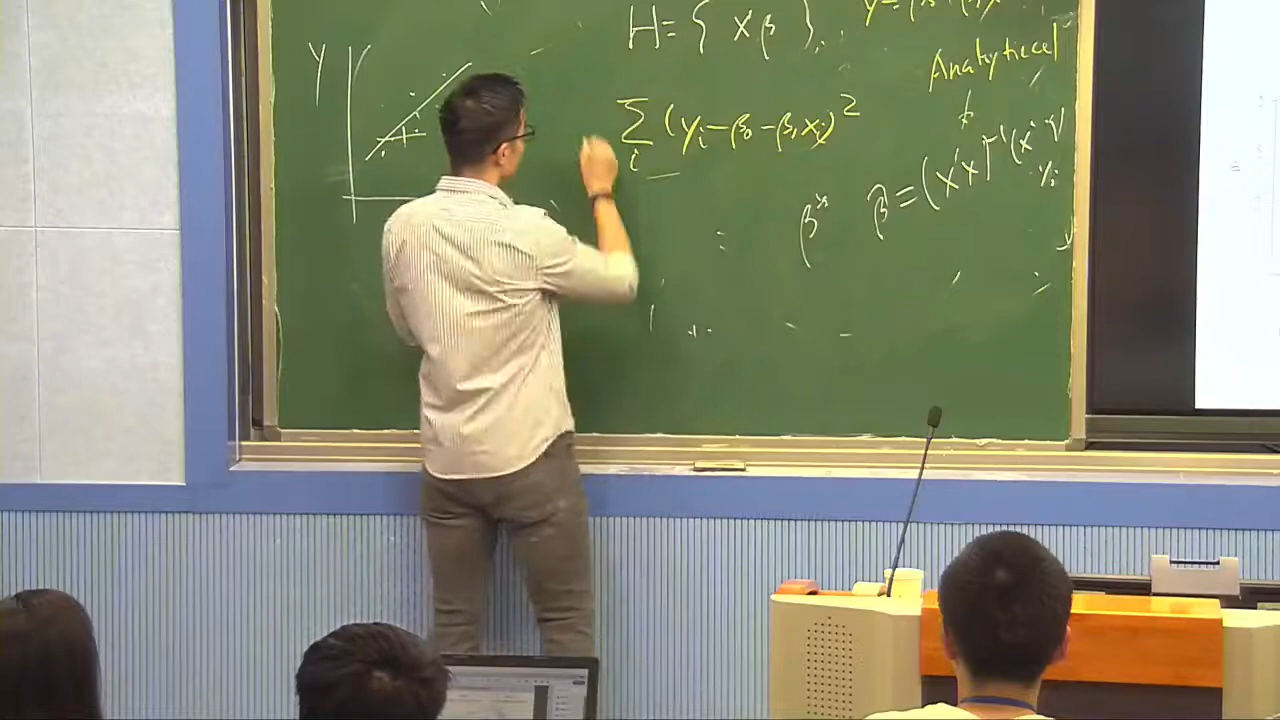 Y
H={ Xβ }
Analytical
∑ᵢ (yᵢ-β₀-β₁xᵢ)²
β* β̂=(X'X)⁻¹(X'